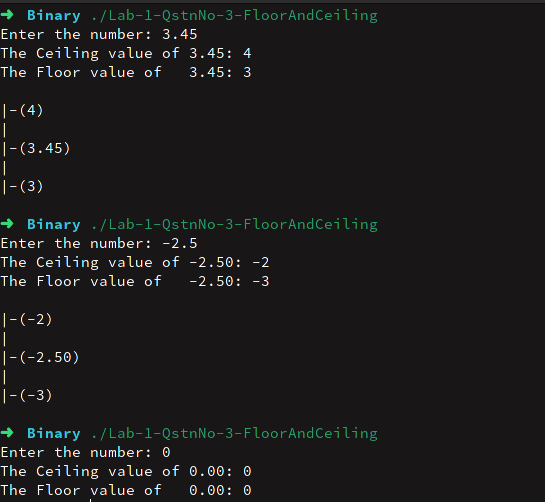 ➜ Binary ./Lab-1-QstnNo-3-FloorAndCeiling
Enter the number: 3.45
The Ceiling value of 3.45: 4
The Floor value of   3.45: 3
|-(4)
|
|-(3.45)
|
|-(3)
➜ Binary ./Lab-1-QstnNo-3-FloorAndCeiling
Enter the number: -2.5
The Ceiling value of -2.50: -2
The Floor value of   -2.50: -3
|-(-2)
|
|-(-2.50)
|
|-(-3)
➜ Binary ./Lab-1-QstnNo-3-FloorAndCeiling
Enter the number: 0
The Ceiling value of 0.00: 0
The Floor value of   0.00: 0